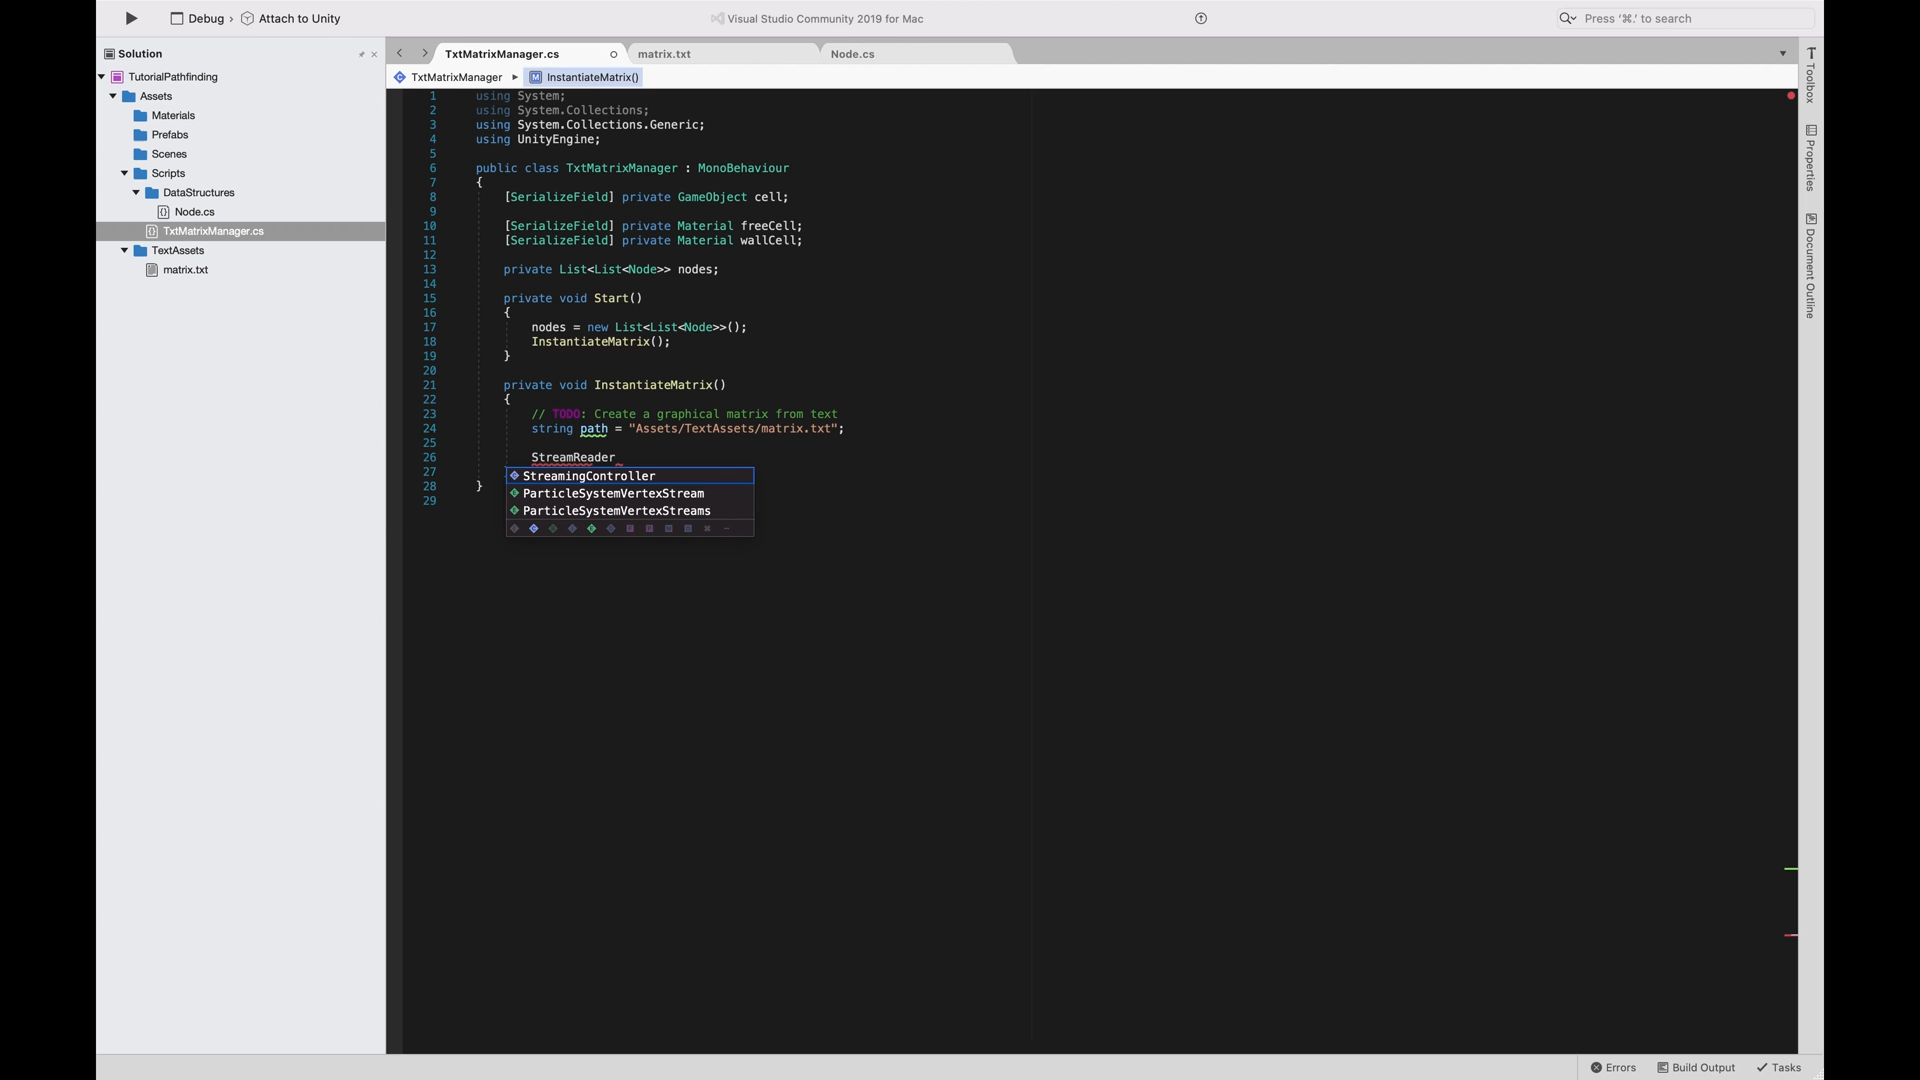 Debug › Attach to Unity
Visual Studio Community 2019 for Mac
Press '⌘.' to search
Solution
TutorialPathfinding
Assets
Materials
Prefabs
Scenes
Scripts
DataStructures
Node.cs
TxtMatrixManager.cs
TextAssets
matrix.txt
TxtMatrixManager.cs
matrix.txt
Node.cs
TxtMatrixManager ▸ M InstantiateMatrix()
1 using System;
2 using System.Collections;
3 using System.Collections.Generic;
4 using UnityEngine;
5
6 public class TxtMatrixManager : MonoBehaviour
7 {
8 [SerializeField] private GameObject cell;
9
10 [SerializeField] private Material freeCell;
11 [SerializeField] private Material wallCell;
12
13 private List<List<Node>> nodes;
14
15 private void Start()
16 {
17 nodes = new List<List<Node>>();
18 InstantiateMatrix();
19 }
20
21 private void InstantiateMatrix()
22 {
23 // TODO: Create a graphical matrix from text
24 string path = "Assets/TextAssets/matrix.txt";
25
26 StreamReader
27
28 }
29
StreamingController
ParticleSystemVertexStream
ParticleSystemVertexStreams
Toolbox
Properties
Document Outline
Errors
Build Output
Tasks